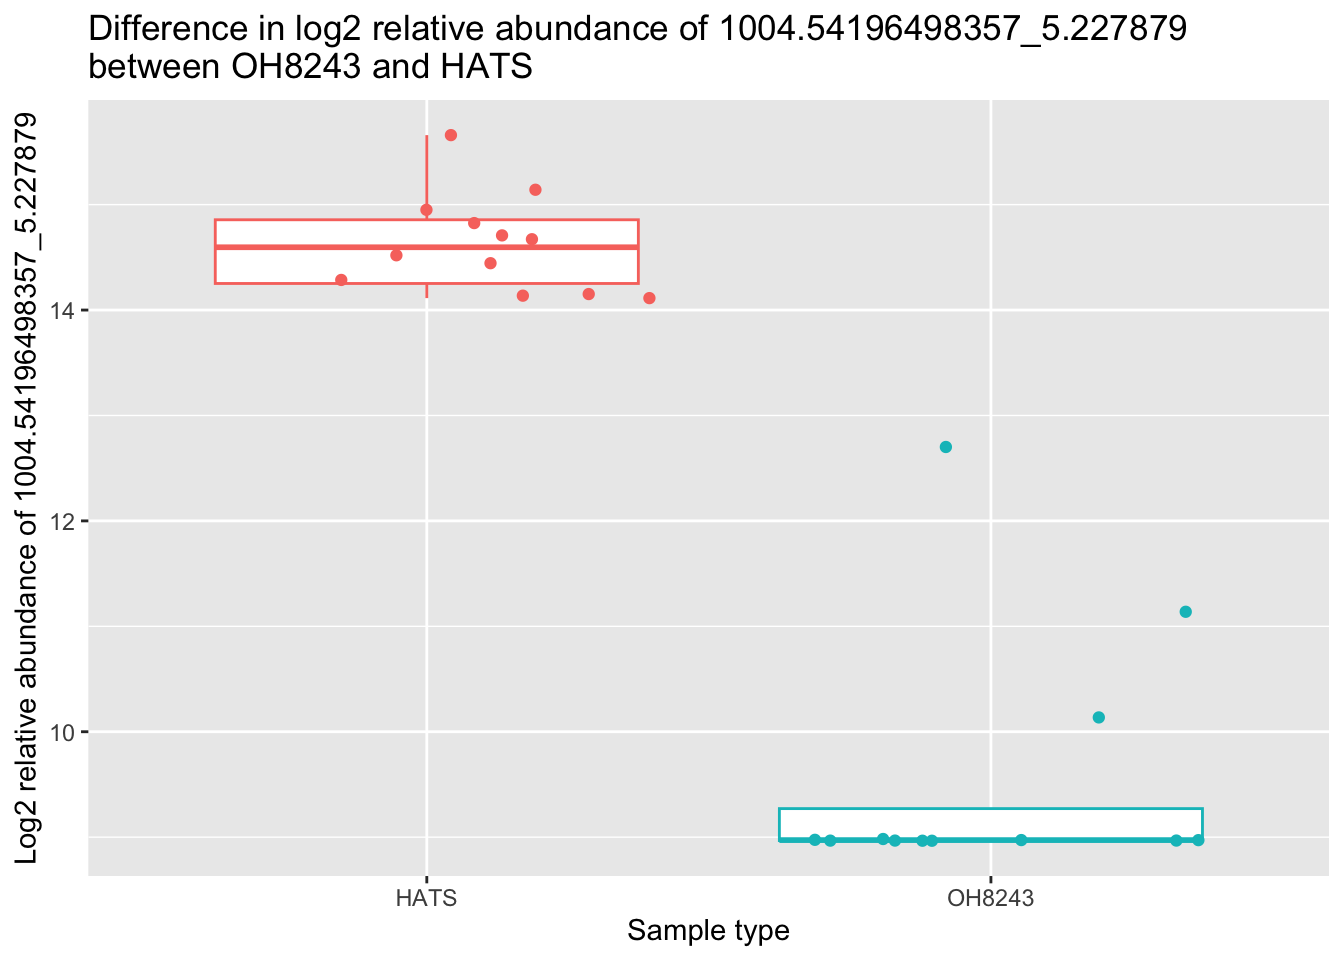 Difference in log2 relative abundance of 1004.54196498357_5.227879
between OH8243 and HATS
Log2 relative abundance of 1004.54196498357_5.227879
14
12
10
HATS
OH8243
Sample type